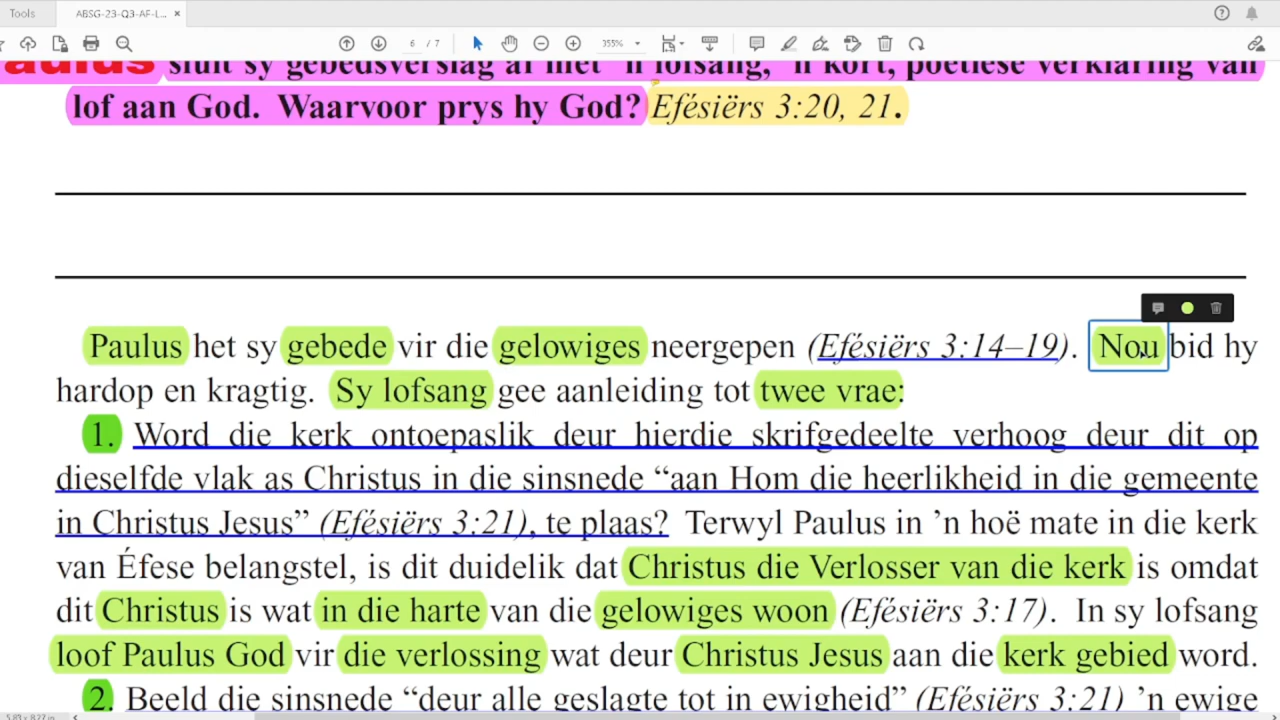 Tools
ABSG-23-Q3-AF-L... ×
6 / 7
355%
aulus sluit sy gebedsverslag af met 'n lofsang, 'n kort, poëtiese verklaring van
lof aan God. Waarvoor prys hy God? Efésiërs 3:20, 21.
Paulus het sy gebede vir die gelowiges neergepen (Efésiërs 3:14–19). Nou bid hy
hardop en kragtig. Sy lofsang gee aanleiding tot twee vrae:
1. Word die kerk ontoepaslik deur hierdie skrifgedeelte verhoog deur dit op
dieselfde vlak as Christus in die sinsnede “aan Hom die heerlikheid in die gemeente
in Christus Jesus” (Efésiërs 3:21), te plaas? Terwyl Paulus in ’n hoë mate in die kerk
van Éfese belangstel, is dit duidelik dat Christus die Verlosser van die kerk is omdat
dit Christus is wat in die harte van die gelowiges woon (Efésiërs 3:17). In sy lofsang
loof Paulus God vir die verlossing wat deur Christus Jesus aan die kerk gebied word.
2. Beeld die sinsnede “deur alle geslagte tot in ewigheid” (Efésiërs 3:21) ’n ewige
5.83 x 8.27 in